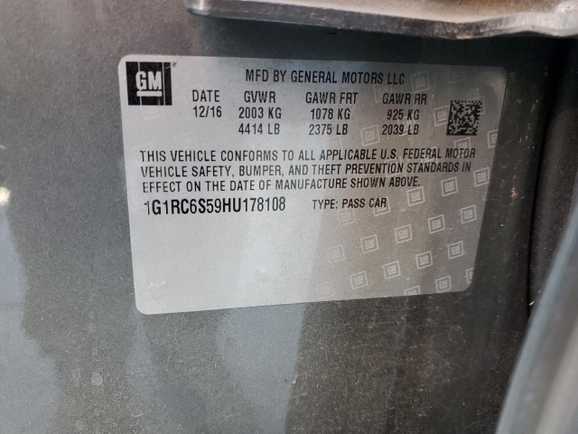 GM
MFD BY GENERAL MOTORS LLC
DATE GVWR GAWR FRT GAWR RR
12/16 2003 KG 1078 KG 925 KG
4414 LB 2375 LB 2039 LB
THIS VEHICLE CONFORMS TO ALL APPLICABLE U.S. FEDERAL MOTOR
VEHICLE SAFETY, BUMPER, AND THEFT PREVENTION STANDARDS IN
EFFECT ON THE DATE OF MANUFACTURE SHOWN ABOVE.
1G1RC6S59HU178108 TYPE: PASS CAR